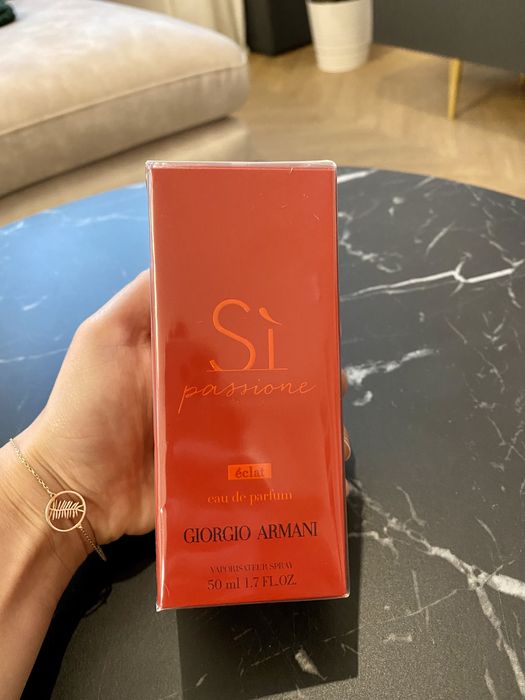 Sì
passione
éclat
eau de parfum
GIORGIO ARMANI
VAPORISATEUR SPRAY
50 ml 1.7 FL.OZ.